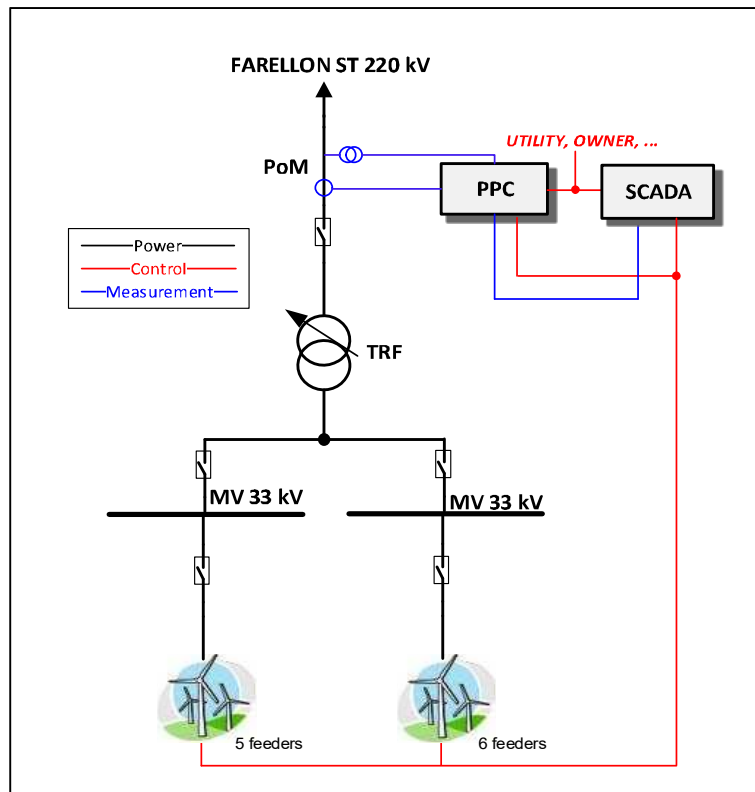 FARELLON ST 220 kV
UTILITY, OWNER, ...
PoM
PPC
SCADA
Power
Control
Measurement
TRF
MV 33 kV
MV 33 kV
5 feeders
6 feeders